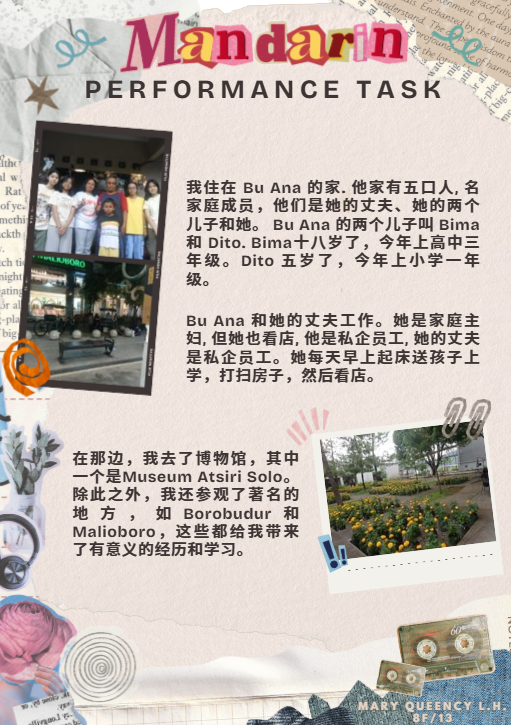 Mandarin
PERFORMANCE TASK
MALIOBORO
我住在 Bu Ana 的家. 他家有五口人, 名
家庭成员，他们是她的丈夫、她的两个
儿子和她。 Bu Ana 的两个儿子叫 Bima
和 Dito. Bima十八岁了，今年上高中三
年级。Dito 五岁了，今年上小学一年
级。
Bu Ana 和她的丈夫工作。她是家庭主
妇, 但她也看店, 他是私企员工, 她的丈夫
是私企员工。她每天早上起床送孩子上
学，打扫房子，然后看店。
在那边，我去了博物馆，其中
一个是Museum Atsiri Solo。
除此之外，我还参观了著名的
地方，如 Borobudur 和
Malioboro，这些都给我带来
了有意义的经历和学习。
60
MARY QUEENCY L.H.
8F/13